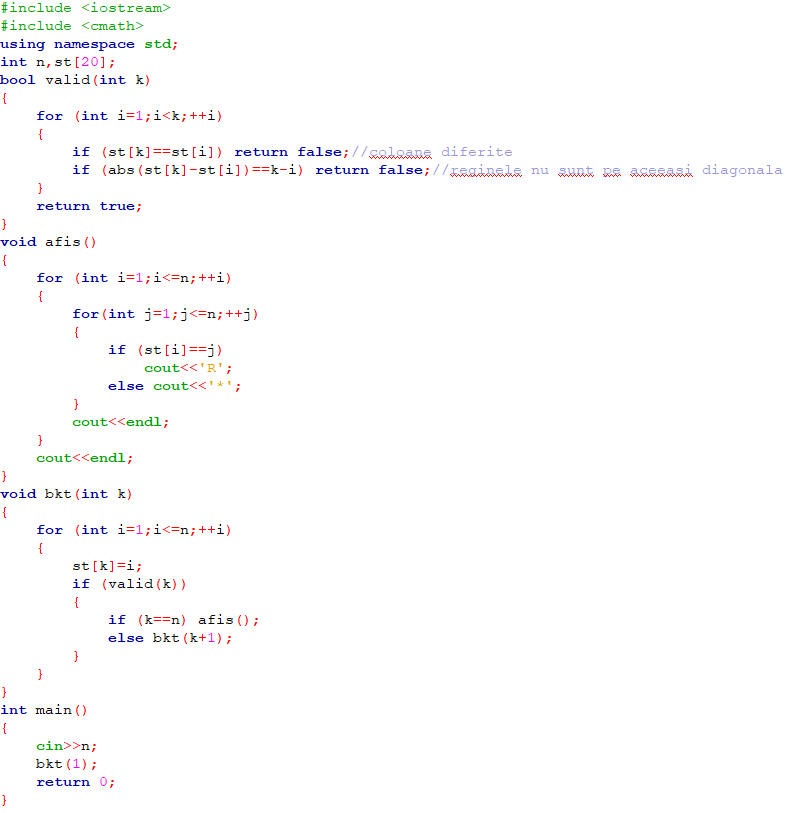 #include <iostream>
#include <cmath>
using namespace std;
int n,st[20];
bool valid(int k)
{
    for (int i=1;i<k;++i)
    {
        if (st[k]==st[i]) return false;//coloane diferite
        if (abs(st[k]-st[i])==k-i) return false;//reginele nu sunt pe aceeasi diagonala
    }
    return true;
}
void afis()
{
    for (int i=1;i<=n;++i)
    {
        for(int j=1;j<=n;++j)
        {
            if (st[i]==j)
                cout<<'R';
            else cout<<'*';
        }
        cout<<endl;
    }
    cout<<endl;
}
void bkt(int k)
{
    for (int i=1;i<=n;++i)
    {
        st[k]=i;
        if (valid(k))
        {
            if (k==n) afis();
            else bkt(k+1);
        }
    }
}
int main()
{
    cin>>n;
    bkt(1);
    return 0;
}